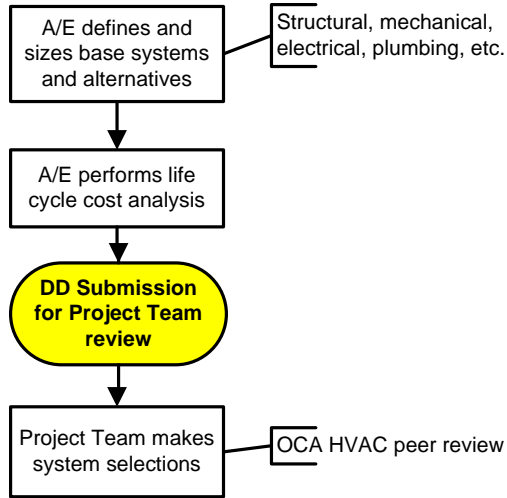 A/E defines and
sizes base systems
and alternatives
Structural, mechanical,
electrical, plumbing, etc.
A/E performs life
cycle cost analysis
DD Submission
for Project Team
review
Project Team makes
system selections
OCA HVAC peer review